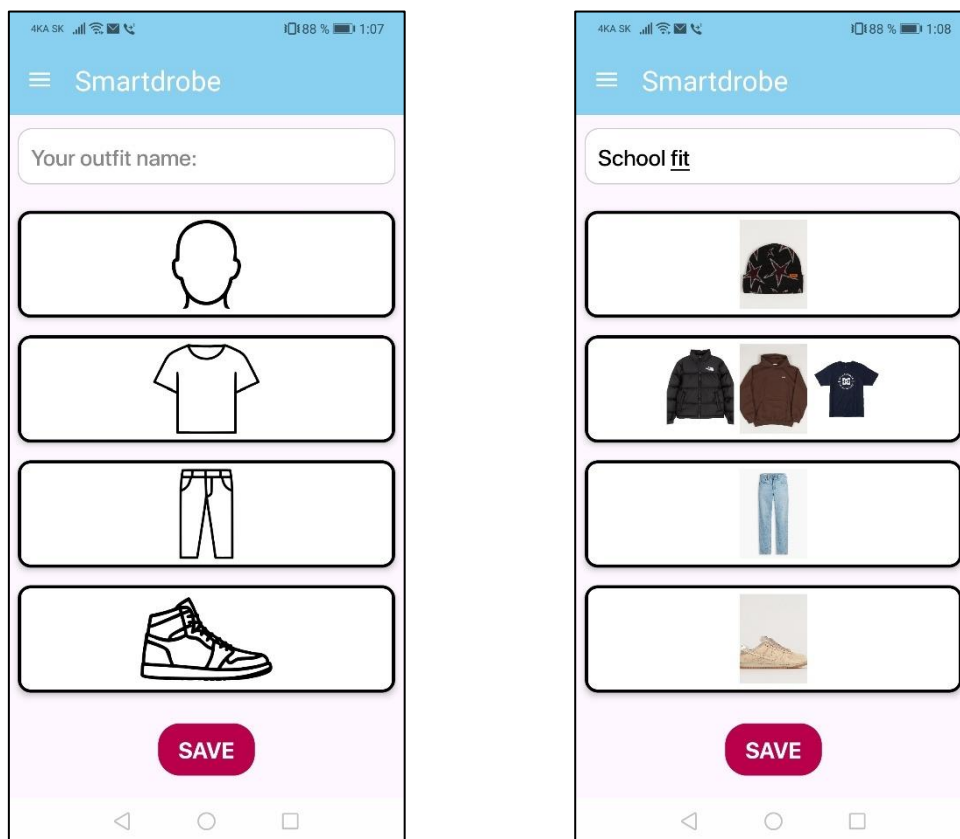 4KA SK 88 % 1:07
Smartdrobe
Your outfit name:
SAVE
4KA SK 88 % 1:08
Smartdrobe
School fit
SAVE